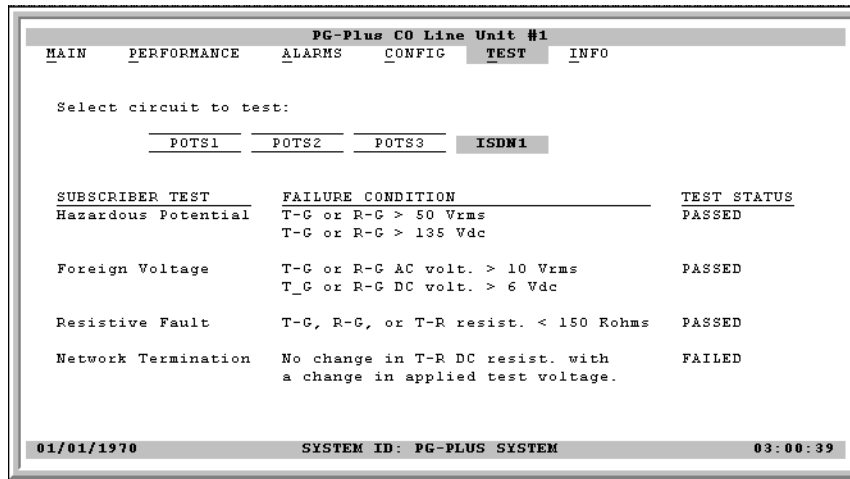 PG-Plus CO Line Unit #1
MAIN PERFORMANCE ALARMS CONFIG TEST INFO
Select circuit to test:
POTS1 POTS2 POTS3 ISDN1
SUBSCRIBER TEST FAILURE CONDITION TEST STATUS
Hazardous Potential T-G or R-G > 50 Vrms PASSED
T-G or R-G > 135 Vdc
Foreign Voltage T-G or R-G AC volt. > 10 Vrms PASSED
T_G or R-G DC volt. > 6 Vdc
Resistive Fault T-G, R-G, or T-R resist. < 150 Kohms PASSED
Network Termination No change in T-R DC resist. with FAILED
a change in applied test voltage.
01/01/1970 SYSTEM ID: PG-PLUS SYSTEM 03:00:39